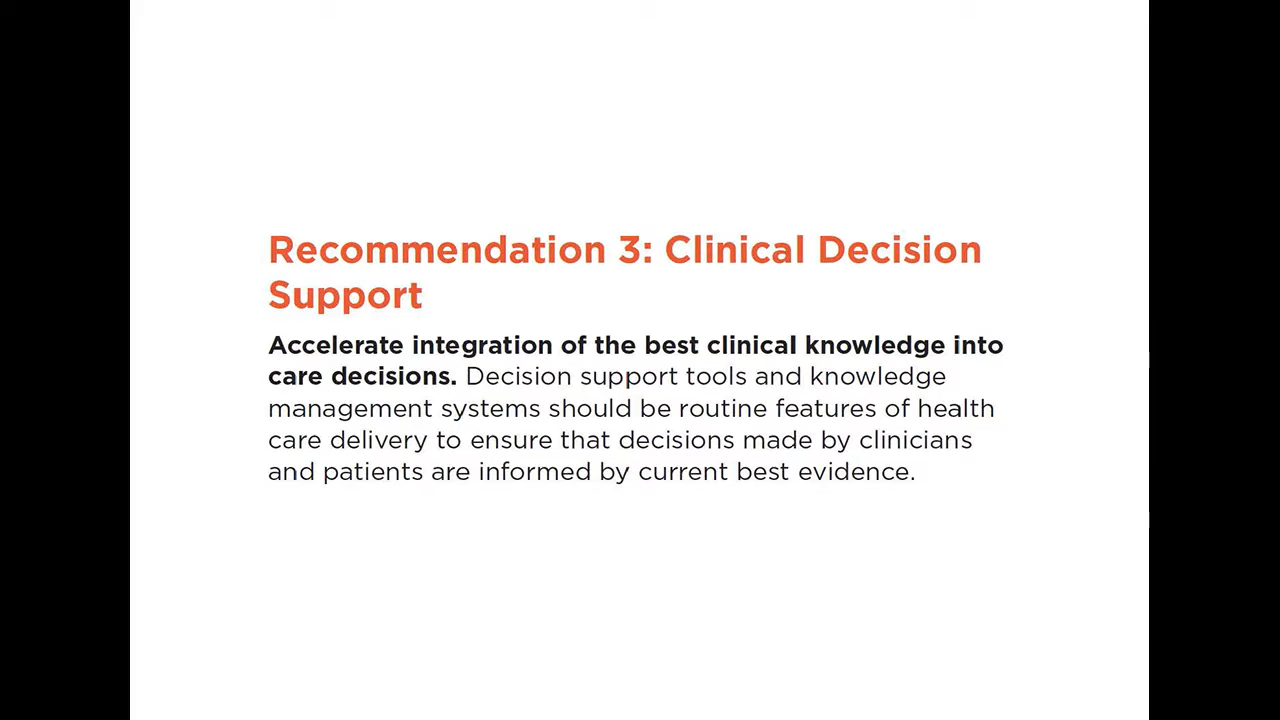 Recommendation 3: Clinical Decision
Support
Accelerate integration of the best clinical knowledge into
care decisions. Decision support tools and knowledge
management systems should be routine features of health
care delivery to ensure that decisions made by clinicians
and patients are informed by current best evidence.